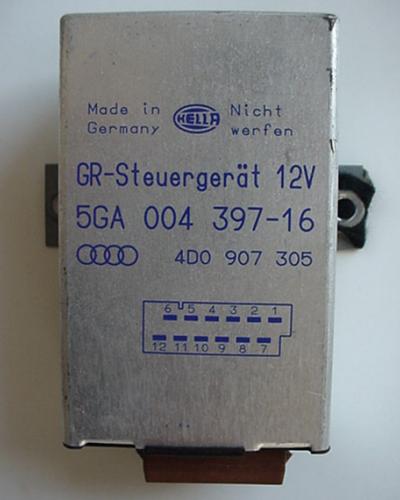 Made in HELLA Nicht
Germany werfen
GR-Steuergerät 12V
5GA 004 397-16
4D0 907 305
6 5 4 3 2 1
12 11 10 9 8 7